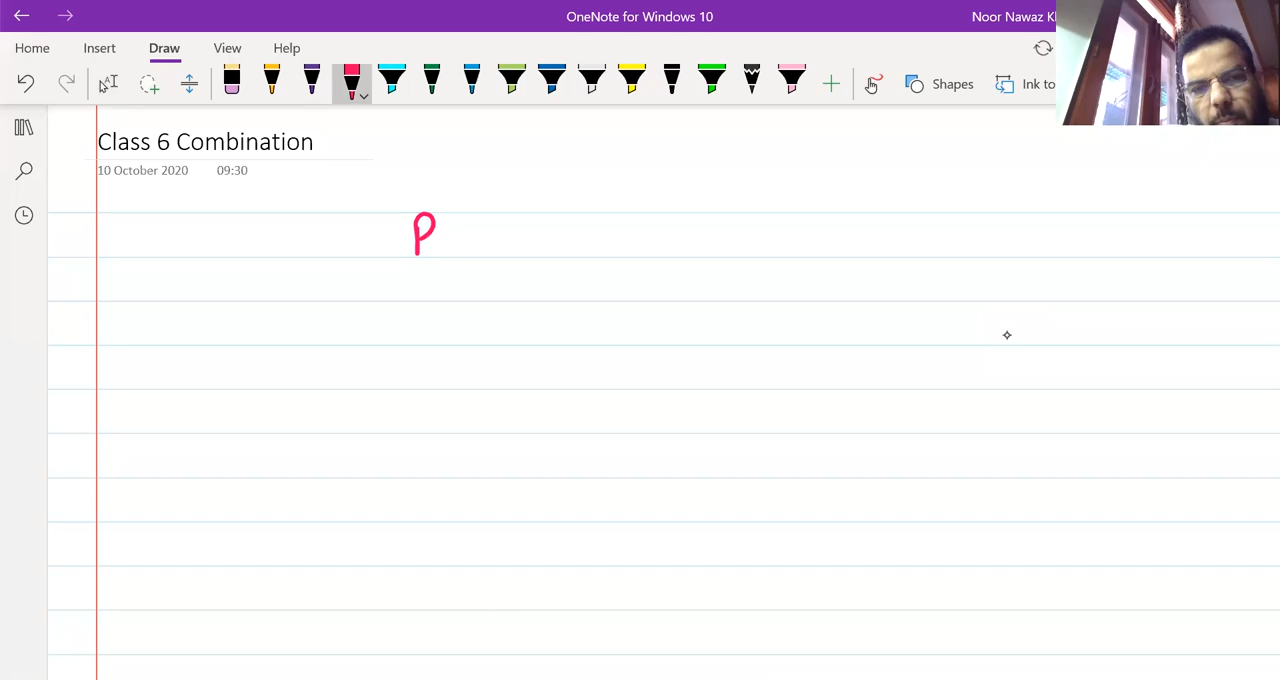 OneNote for Windows 10
Noor Nawaz Kh
Home Insert Draw View Help
Shapes Ink to
Class 6 Combination
10 October 2020 09:30
P